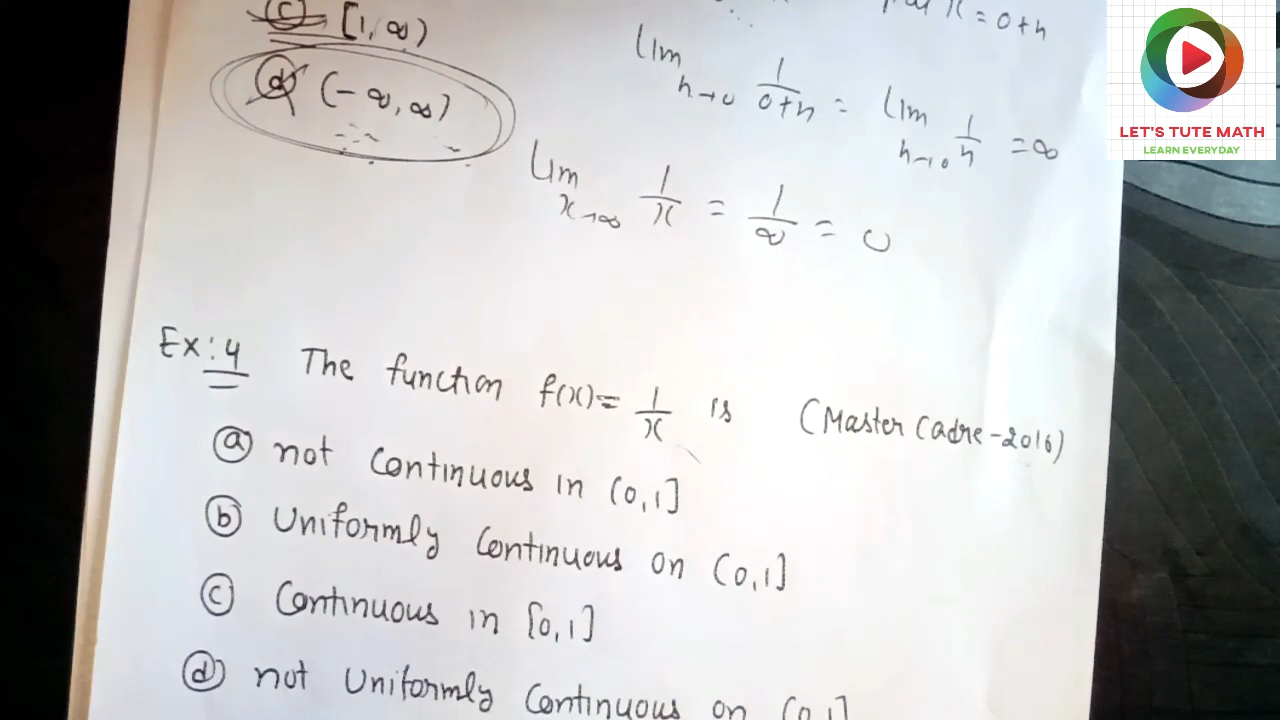 ⓒ [1, ∞)
x = 0+h
ⓓ (-∞, ∞)
Lim h→0 1/0+h = Lim h→0 1/h = ∞
Lim x→∞ 1/x = 1/∞ = 0
LET'S TUTE MATH
LEARN EVERYDAY
Ex:4 The function f(x) = 1/x is (Master Cadre-2016)
ⓐ not Continuous in (0,1]
ⓑ Uniformly Continuous on (0,1]
ⓒ Continuous in [0,1]
ⓓ not Uniformly Continuous on (0,1]